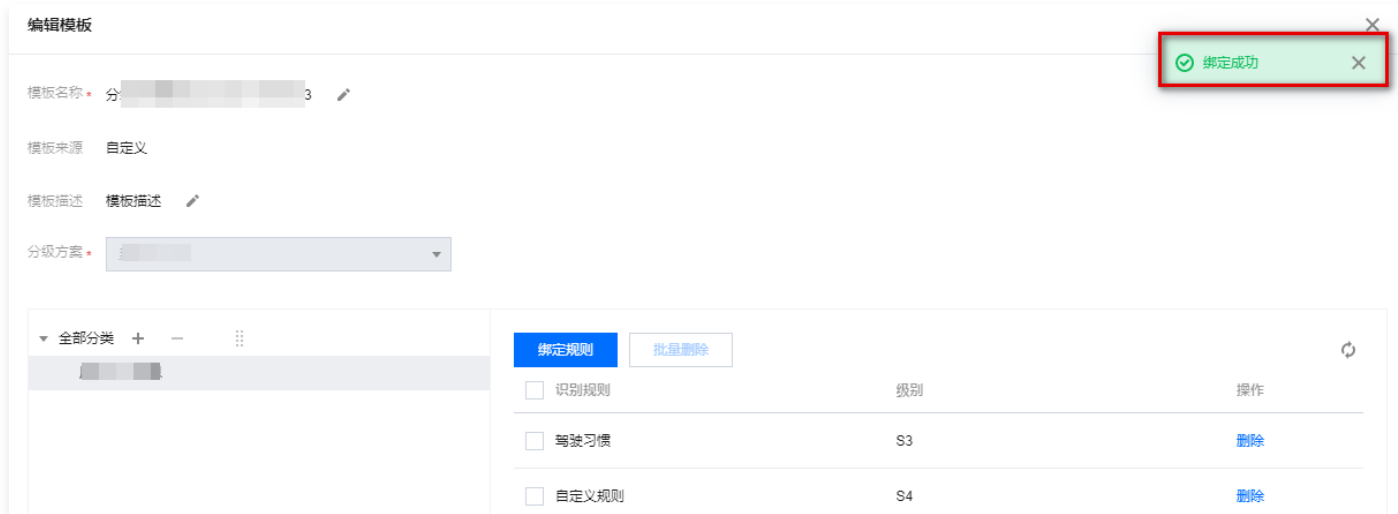 编辑模板
绑定成功
模板名称* 分 3
模板来源 自定义
模板描述 模板描述
分级方案*
全部分类
绑定规则 批量删除
识别规则 级别 操作
驾驶习惯 S3 删除
自定义规则 S4 删除